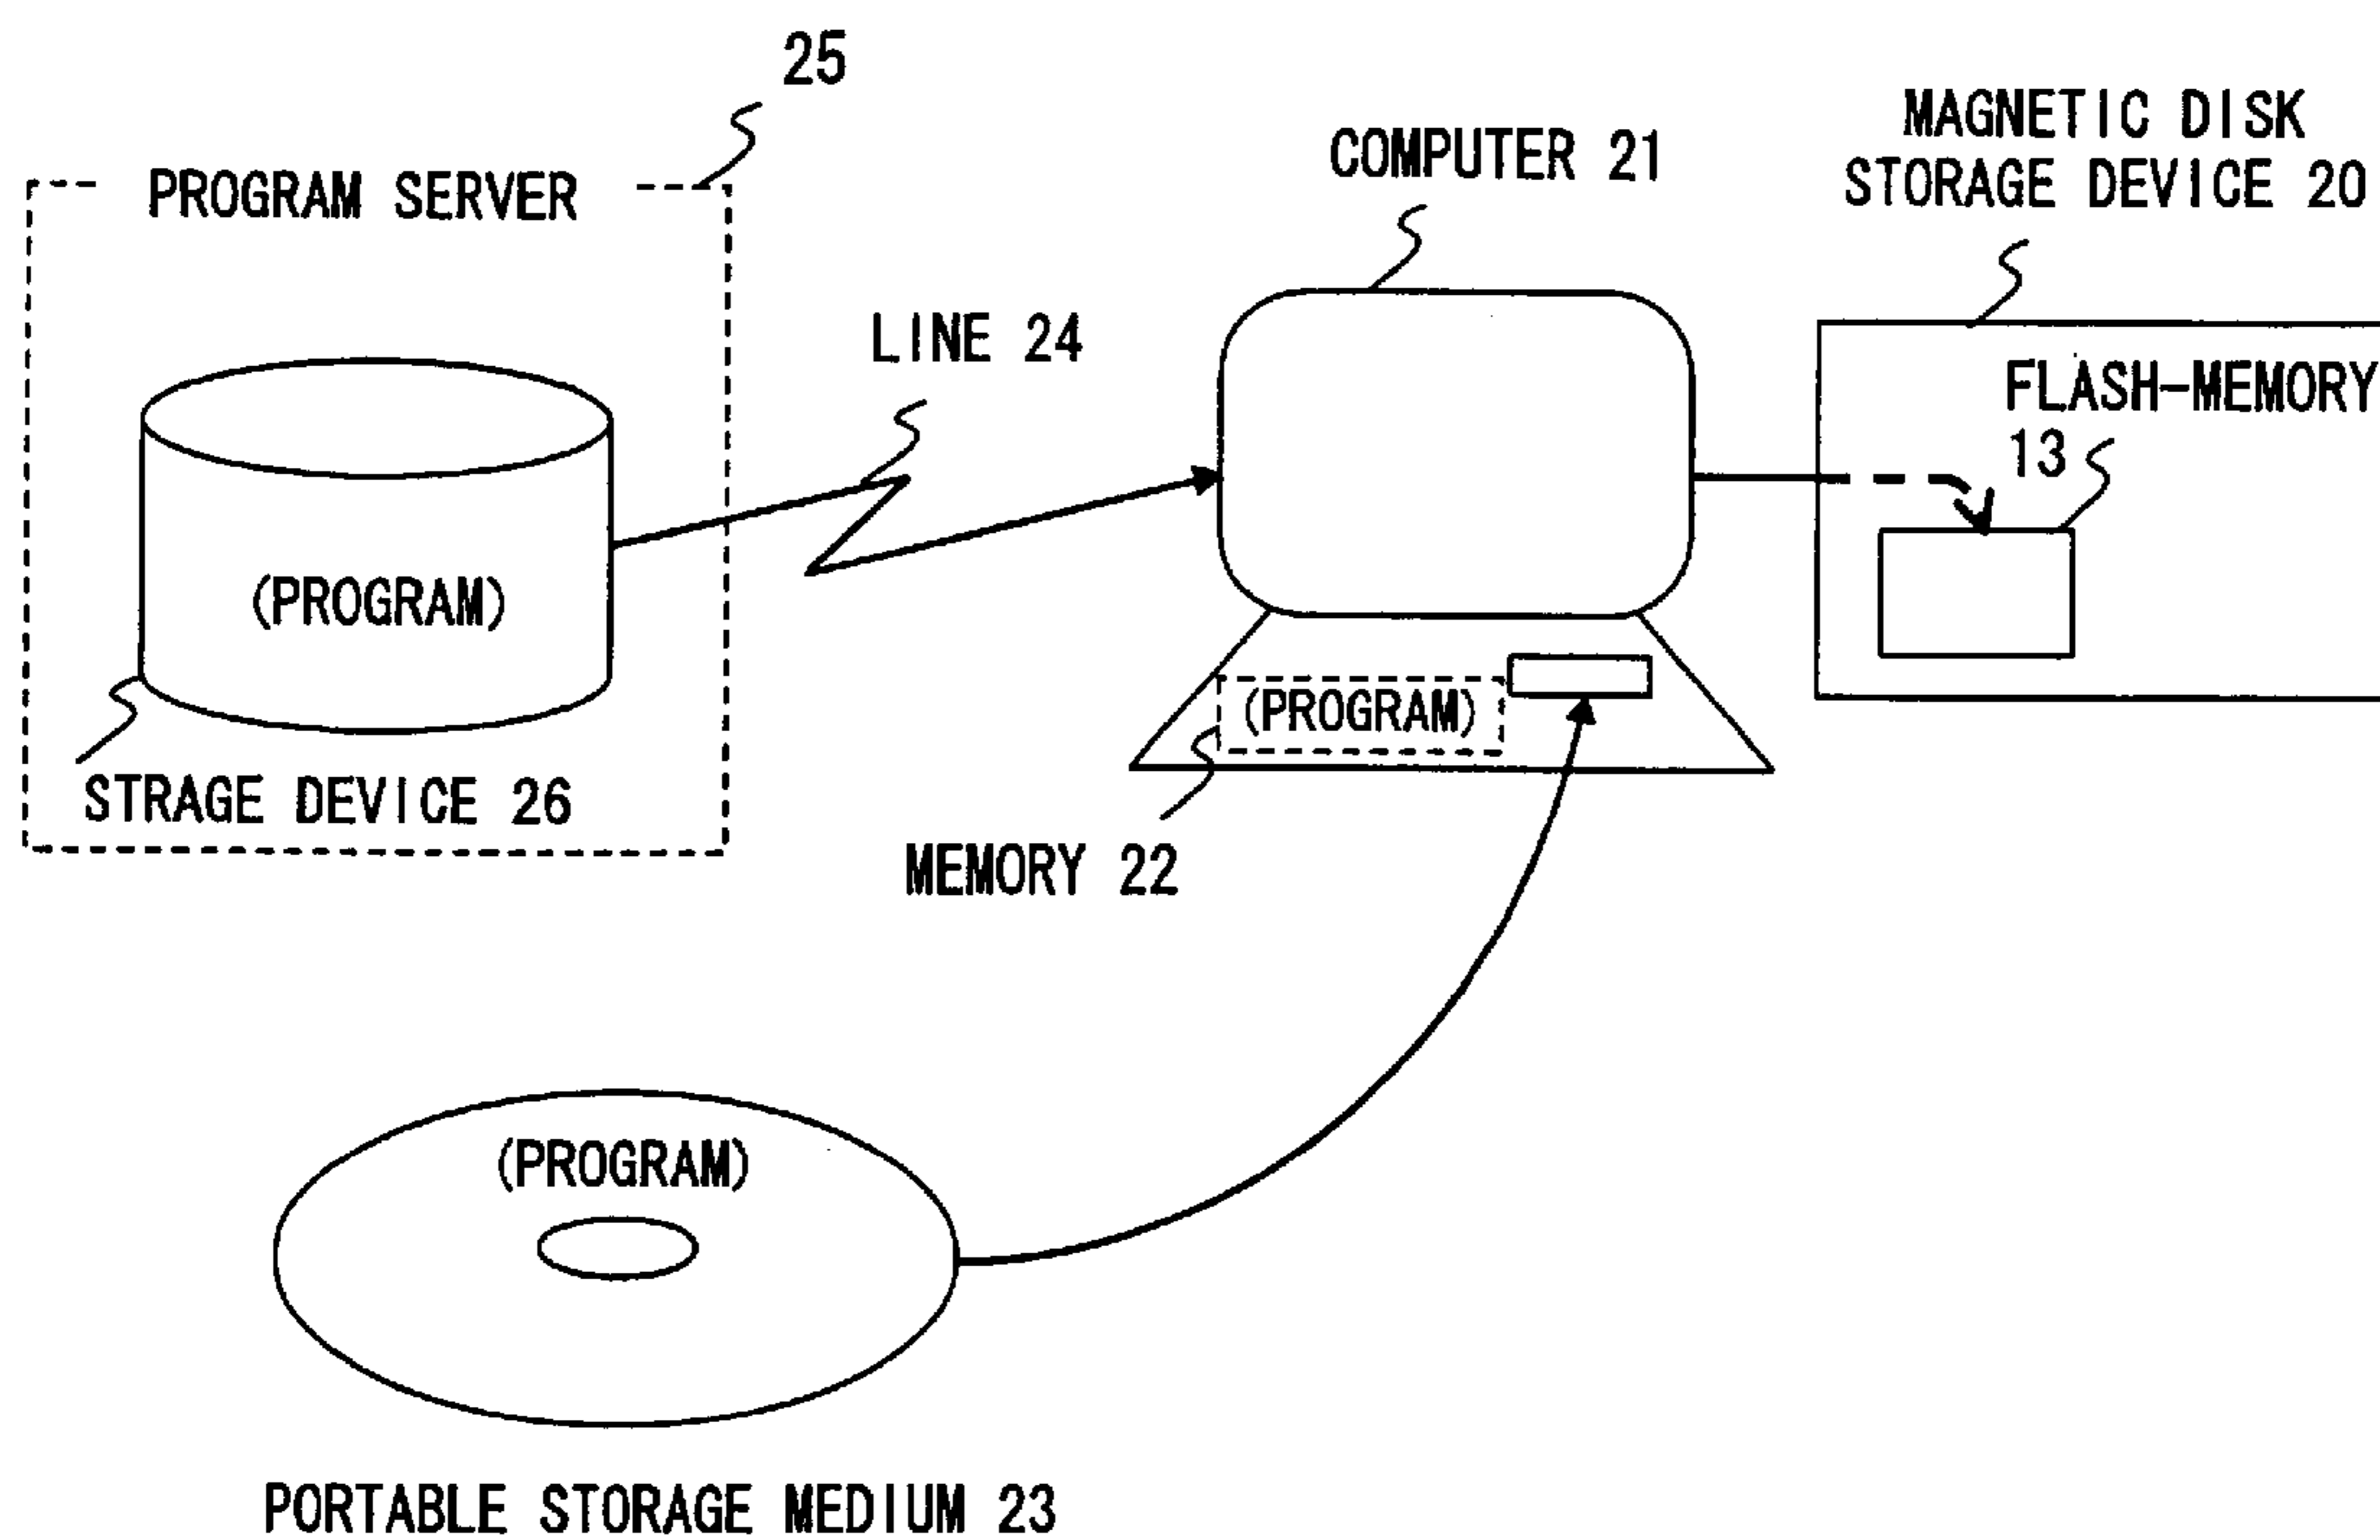 25
PROGRAM SERVER
(PROGRAM)
STRAGE DEVICE 26
LINE 24
COMPUTER 21
MAGNETIC DISK
STORAGE DEVICE 20
FLASH-MEMORY
13
(PROGRAM)
MEMORY 22
(PROGRAM)
PORTABLE STORAGE MEDIUM 23